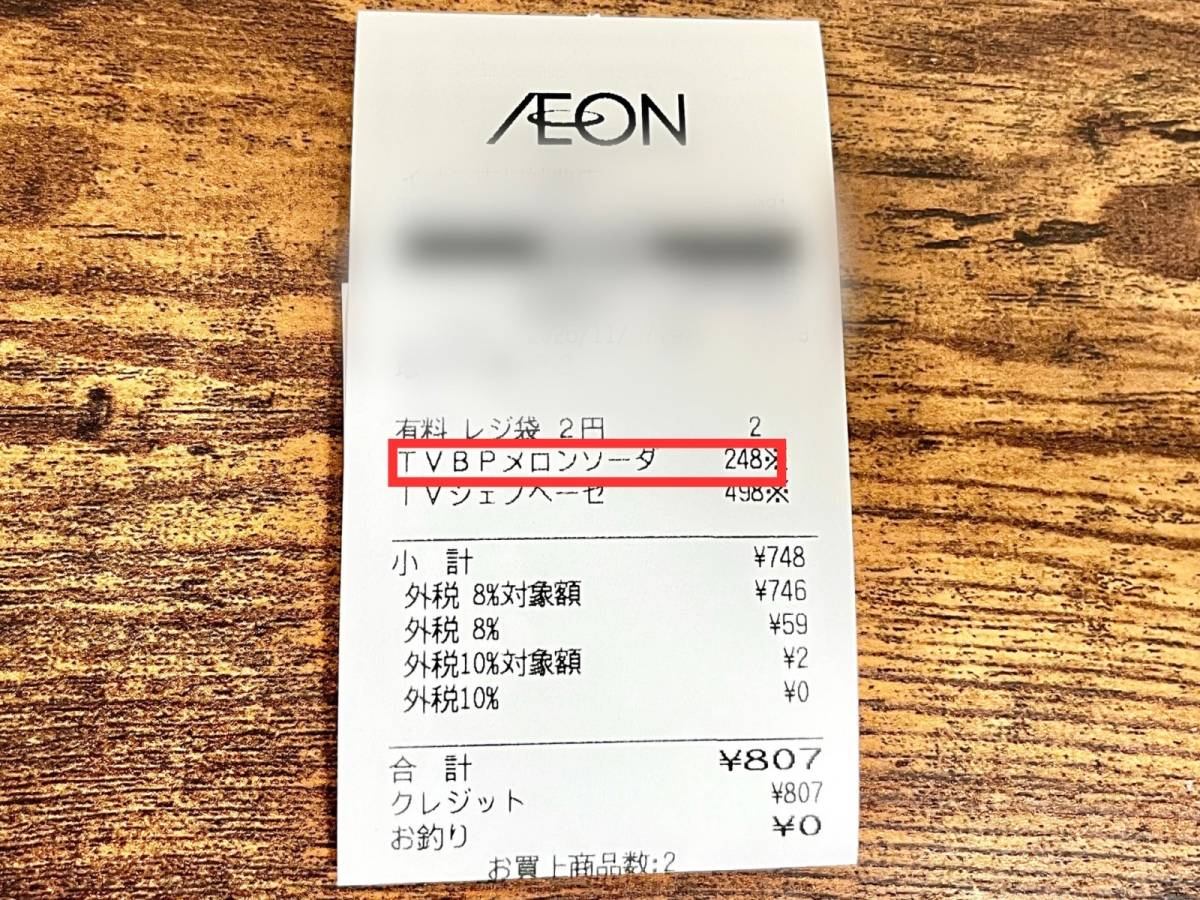 ÆON
有料 レジ袋 2円 2
TVBPメロンソーダ 248※
TVシェフベーゼ 498※
小 計 ¥748
外税 8%対象額 ¥746
外税 8% ¥59
外税10%対象額 ¥2
外税10% ¥0
合 計 ¥807
クレジット ¥807
お釣り ¥0
お買上商品数:2